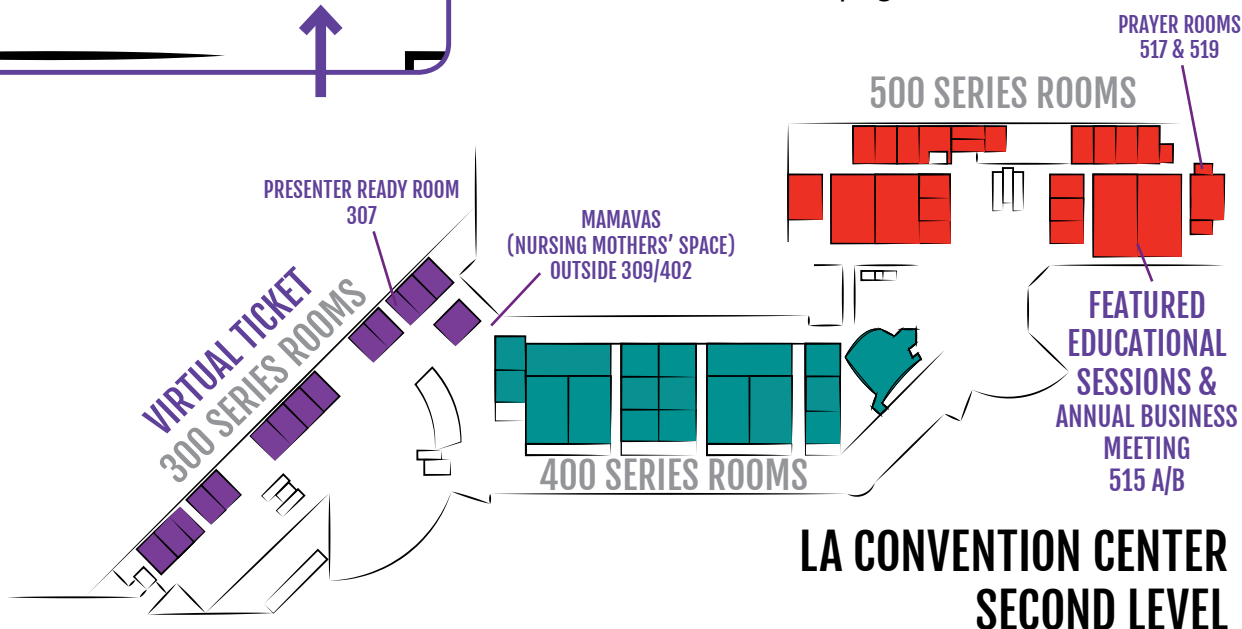 PRAYER ROOMS
517 & 519
500 SERIES ROOMS
PRESENTER READY ROOM
307
MAMAVAS
(NURSING MOTHERS’ SPACE)
OUTSIDE 309/402
VIRTUAL TICKET
300 SERIES ROOMS
FEATURED
EDUCATIONAL
SESSIONS &
ANNUAL BUSINESS
MEETING
515 A/B
400 SERIES ROOMS
LA CONVENTION CENTER
SECOND LEVEL